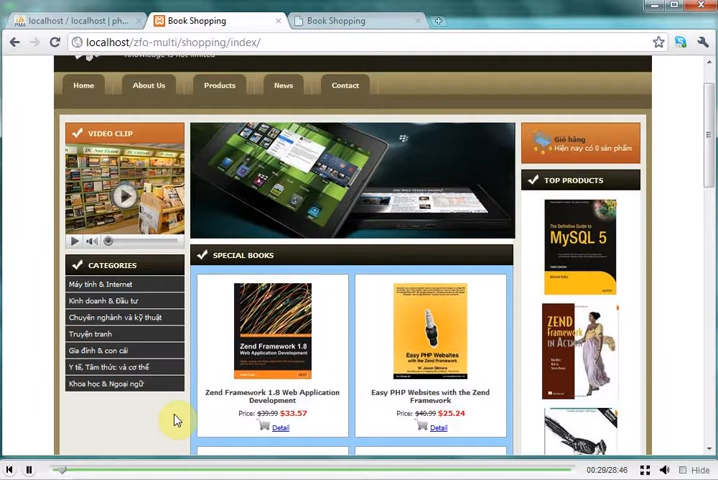 localhost / localhost | ph...
Book Shopping
Book Shopping
localhost/zfo-multi/shopping/index/
Knowledge is not limited
Home
About Us
Products
News
Contact
VIDEO CLIP
Giỏ hàng
Hiện nay có 0 sản phẩm
TOP PRODUCTS
MySQL 5
ZEND
FRAMEWORK
IN ACTION
CATEGORIES
Máy tính & Internet
Kinh doanh & Đầu tư
Chuyên nghành và kỹ thuật
Truyện tranh
Gia đình & con cái
Y tế, Tâm thức và cơ thể
Khoa học & Ngoại ngữ
SPECIAL BOOKS
Zend Framework 1.8
Web Application Development
Easy PHP Websites
with the Zend Framework
Zend Framework 1.8 Web Application
Development
Price: $39.99 $33.57
Detail
Easy PHP Websites with the Zend
Framework
Price: $40.99 $25.24
Detail
00:29/28:46
Hide